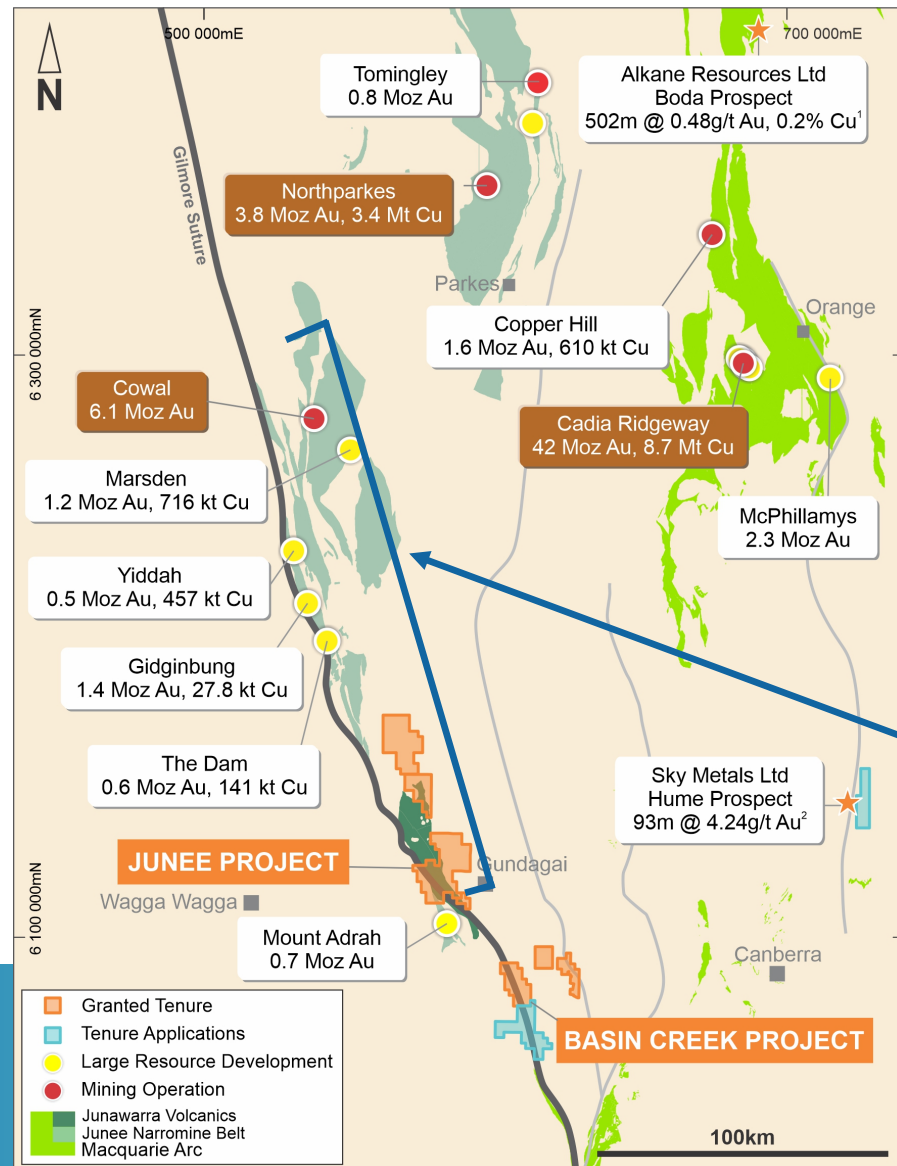 500 000mE
700 000mE
N
Tomingley
0.8 Moz Au
Alkane Resources Ltd
Boda Prospect
502m @ 0.48g/t Au, 0.2% Cu¹
Gilmore Suture
Northparkes
3.8 Moz Au, 3.4 Mt Cu
Parkes
Orange
Copper Hill
1.6 Moz Au, 610 kt Cu
6 300 000mN
Cowal
6.1 Moz Au
Cadia Ridgeway
42 Moz Au, 8.7 Mt Cu
Marsden
1.2 Moz Au, 716 kt Cu
McPhillamys
2.3 Moz Au
Yiddah
0.5 Moz Au, 457 kt Cu
Gidginbung
1.4 Moz Au, 27.8 kt Cu
The Dam
0.6 Moz Au, 141 kt Cu
Sky Metals Ltd
Hume Prospect
93m @ 4.24g/t Au²
JUNEE PROJECT
Gundagai
Wagga Wagga
6 100 000mN
Mount Adrah
0.7 Moz Au
Canberra
BASIN CREEK PROJECT
Granted Tenure
Tenure Applications
Large Resource Development
Mining Operation
Junawarra Volcanics
Junee Narromine Belt
Macquarie Arc
100km